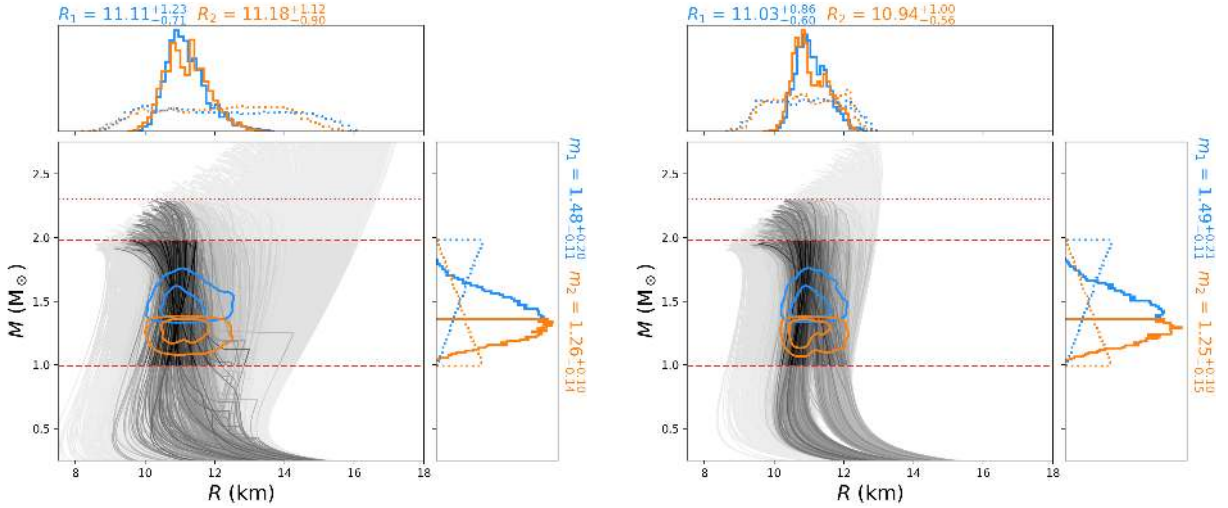 R₁ = 11.11^{+1.23}_{-0.71} R₂ = 11.18^{+1.12}_{-0.90}
2.5
2.0
1.5
1.0
0.5
M (M⊙)
8 10 12 14 16 18
R (km)
m₁ = 1.48^{+0.20}_{-0.11} m₂ = 1.26^{+0.10}_{-0.14}
R₁ = 11.03^{+0.86}_{-0.60} R₂ = 10.94^{+1.00}_{-0.56}
2.5
2.0
1.5
1.0
0.5
M (M⊙)
8 10 12 14 16 18
R (km)
m₁ = 1.49^{+0.21}_{-0.11} m₂ = 1.25^{+0.10}_{-0.15}